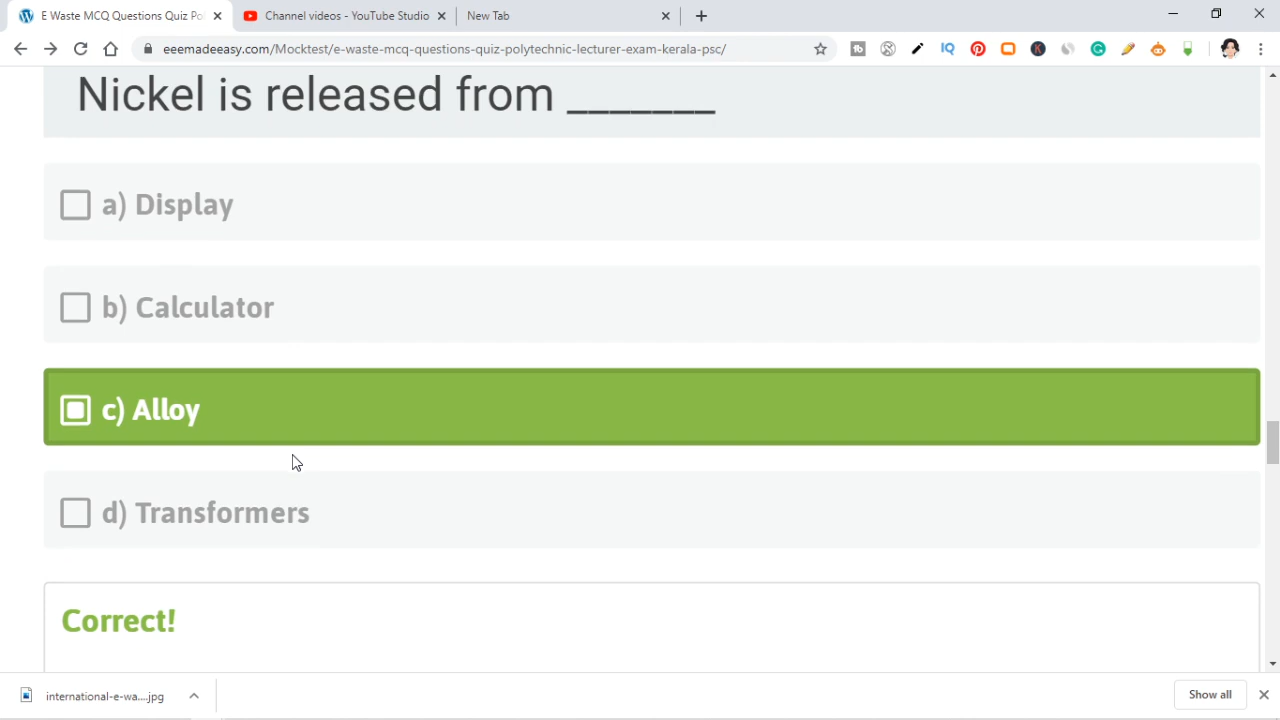 E Waste MCQ Questions Quiz Po
Channel videos - YouTube Studio
New Tab
eeemadeeasy.com/Mocktest/e-waste-mcq-questions-quiz-polytechnic-lecturer-exam-kerala-psc/
Nickel is released from _______
a) Display
b) Calculator
c) Alloy
d) Transformers
Correct!
international-e-wa....jpg
Show all